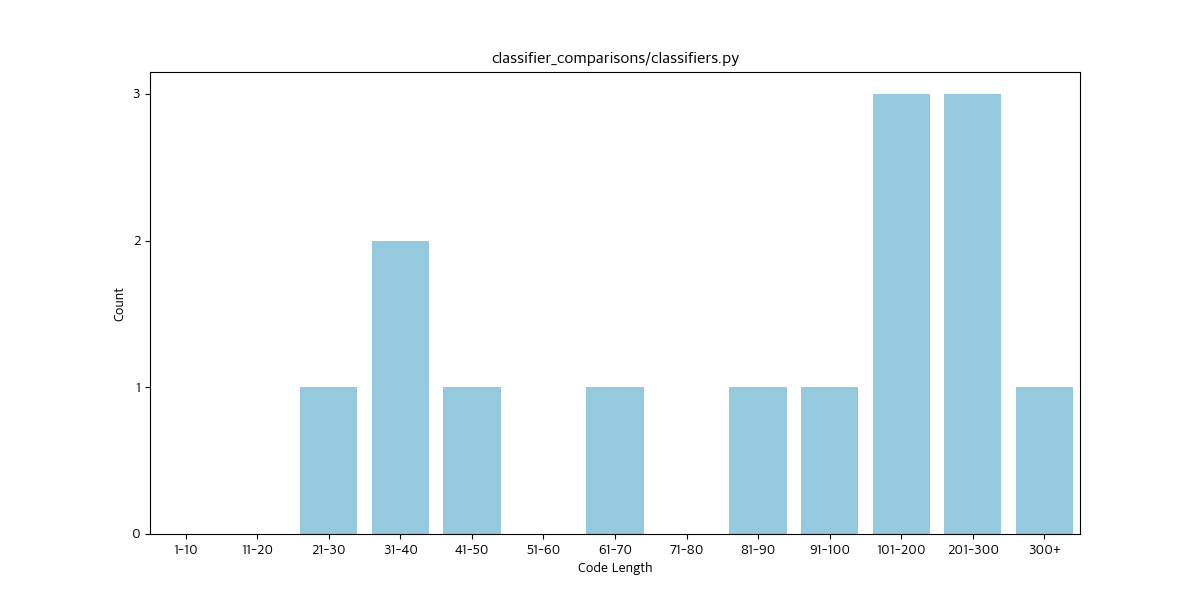 classifier_comparisons/classifiers.py
3
2
1
0
Count
1-10 11-20 21-30 31-40 41-50 51-60 61-70 71-80 81-90 91-100 101-200 201-300 300+
Code Length